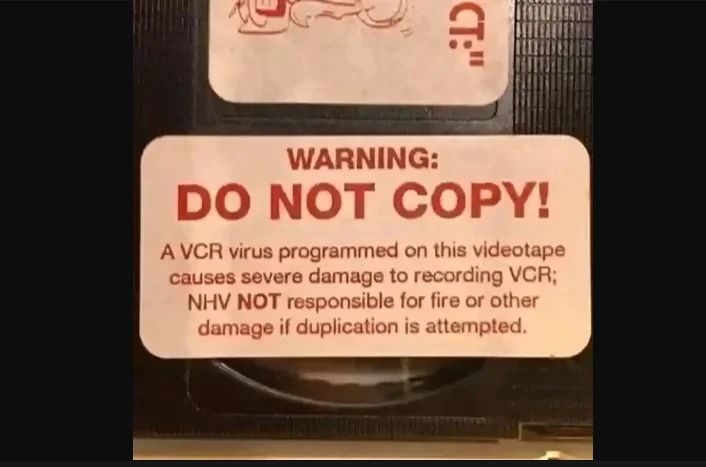 CT:"
WARNING:
DO NOT COPY!
A VCR virus programmed on this videotape
causes severe damage to recording VCR;
NHV NOT responsible for fire or other
damage if duplication is attempted.